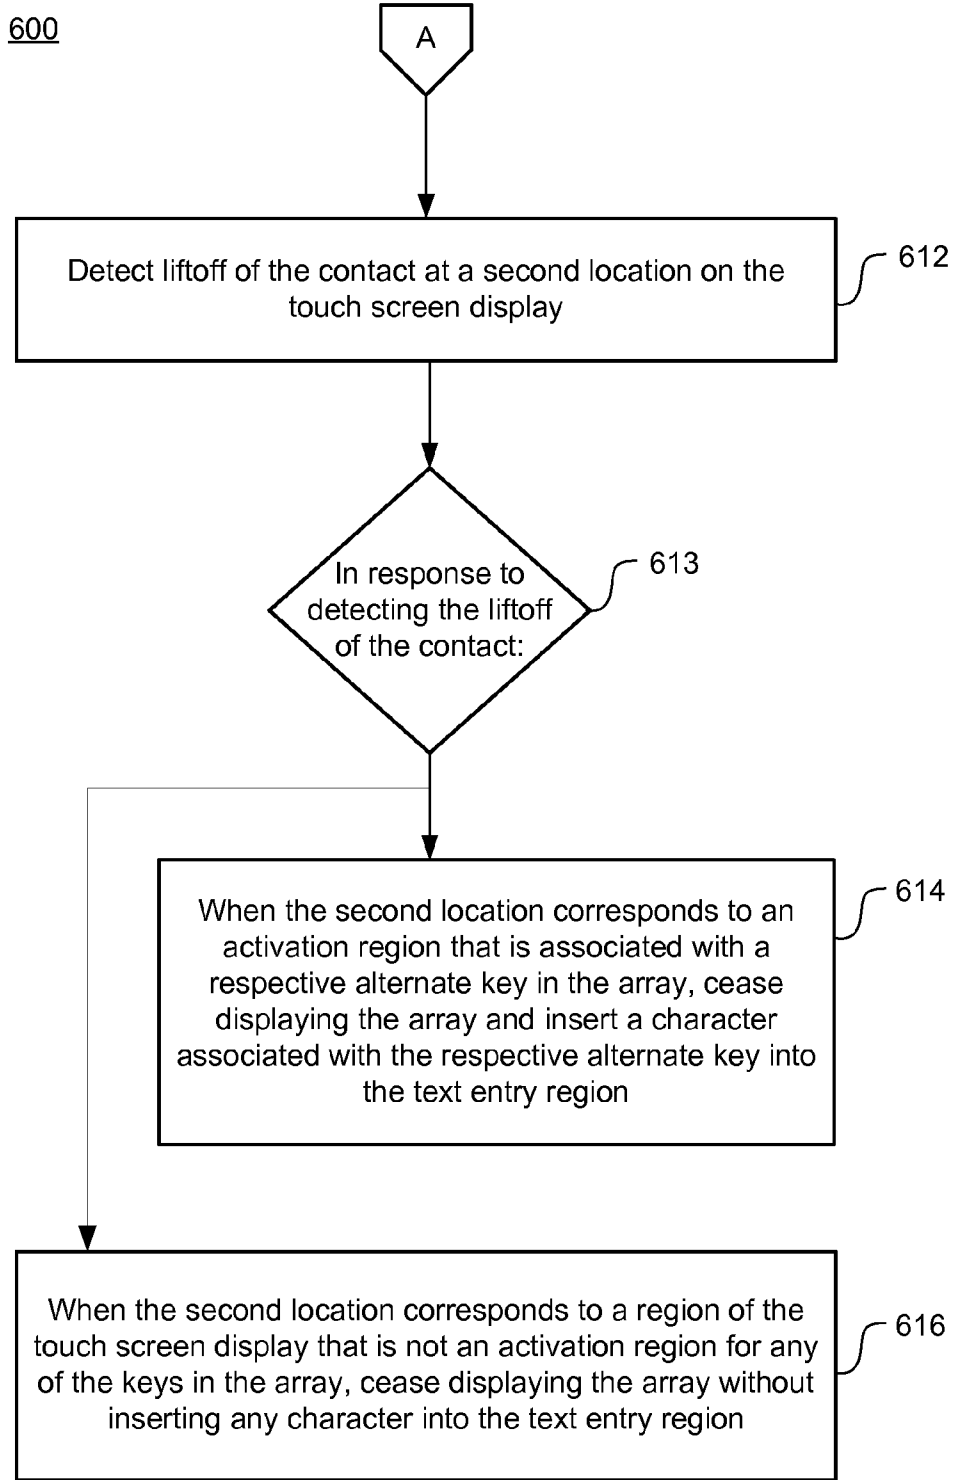 600
A
Detect liftoff of the contact at a second location on the
touch screen display
612
In response to
detecting the liftoff
of the contact:
613
When the second location corresponds to an
activation region that is associated with a
respective alternate key in the array, cease
displaying the array and insert a character
associated with the respective alternate key into
the text entry region
614
When the second location corresponds to a region of the
touch screen display that is not an activation region for any
of the keys in the array, cease displaying the array without
inserting any character into the text entry region
616